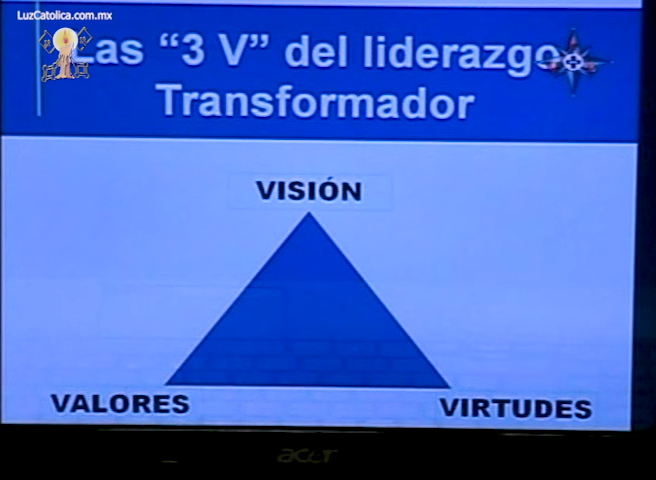 LuzCatolica.com.mx
Las “3 V” del liderazgo
Transformador
VISIÓN
VALORES
VIRTUDES
acer